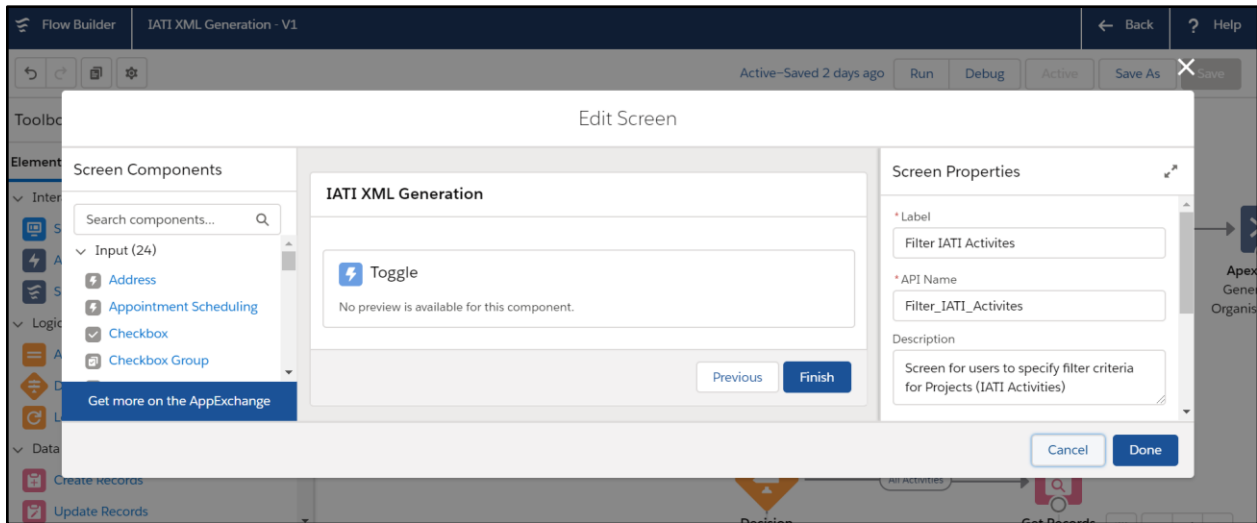 Flow Builder
IATI XML Generation - V1
Back
? Help
Active–Saved 2 days ago
Run
Debug
Active
Save As
Save
Toolbo
Edit Screen
Element
Screen Components
Search components...
Input (24)
Address
Appointment Scheduling
Checkbox
Checkbox Group
Get more on the AppExchange
IATI XML Generation
Toggle
No preview is available for this component.
Previous
Finish
Screen Properties
* Label
Filter IATI Activites
* API Name
Filter_IATI_Activites
Description
Screen for users to specify filter criteria
for Projects (IATI Activities)
Cancel
Done
Inter
Logic
Data
Create Records
Update Records
Apex
Gener
Organis
All Activities
Decision
Get Records